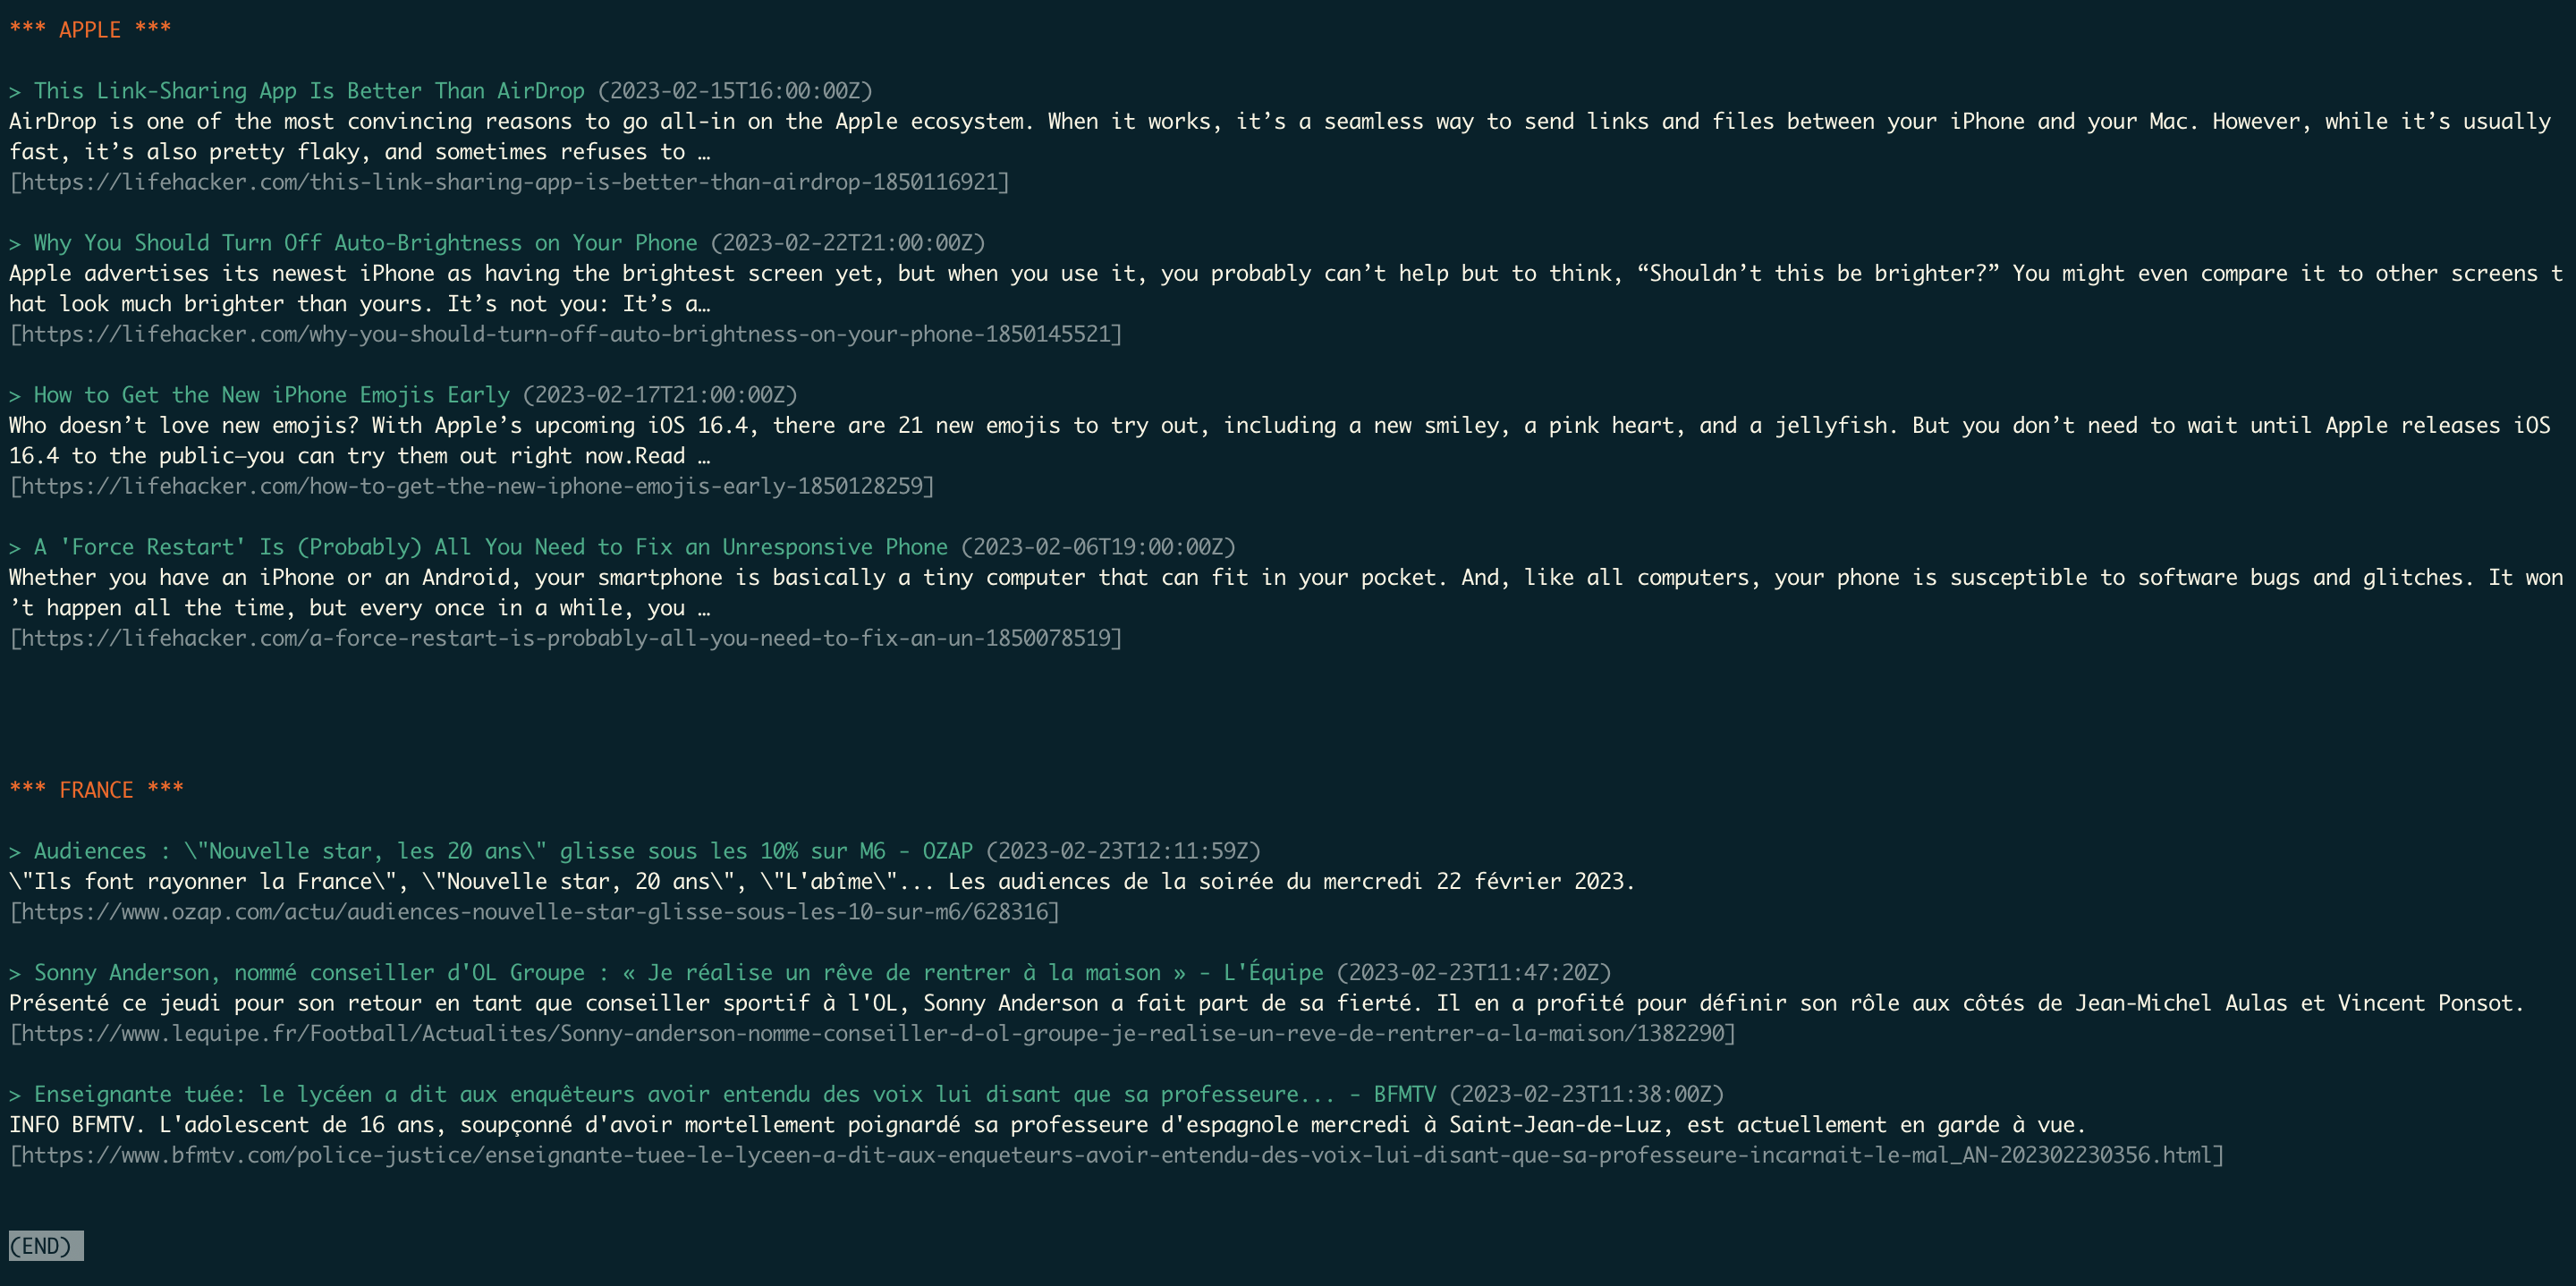 *** APPLE ***
> This Link-Sharing App Is Better Than AirDrop (2023-02-15T16:00:00Z)
AirDrop is one of the most convincing reasons to go all-in on the Apple ecosystem. When it works, it’s a seamless way to send links and files between your iPhone and your Mac. However, while it’s usually
fast, it’s also pretty flaky, and sometimes refuses to …
[https://lifehacker.com/this-link-sharing-app-is-better-than-airdrop-1850116921]
> Why You Should Turn Off Auto-Brightness on Your Phone (2023-02-22T21:00:00Z)
Apple advertises its newest iPhone as having the brightest screen yet, but when you use it, you probably can’t help but to think, “Shouldn’t this be brighter?” You might even compare it to other screens t
hat look much brighter than yours. It’s not you: It’s a…
[https://lifehacker.com/why-you-should-turn-off-auto-brightness-on-your-phone-1850145521]
> How to Get the New iPhone Emojis Early (2023-02-17T21:00:00Z)
Who doesn’t love new emojis? With Apple’s upcoming iOS 16.4, there are 21 new emojis to try out, including a new smiley, a pink heart, and a jellyfish. But you don’t need to wait until Apple releases iOS
16.4 to the public—you can try them out right now.Read …
[https://lifehacker.com/how-to-get-the-new-iphone-emojis-early-1850128259]
> A 'Force Restart' Is (Probably) All You Need to Fix an Unresponsive Phone (2023-02-06T19:00:00Z)
Whether you have an iPhone or an Android, your smartphone is basically a tiny computer that can fit in your pocket. And, like all computers, your phone is susceptible to software bugs and glitches. It won
’t happen all the time, but every once in a while, you …
[https://lifehacker.com/a-force-restart-is-probably-all-you-need-to-fix-an-un-1850078519]
*** FRANCE ***
> Audiences : \"Nouvelle star, les 20 ans\" glisse sous les 10% sur M6 - OZAP (2023-02-23T12:11:59Z)
\"Ils font rayonner la France\", \"Nouvelle star, 20 ans\", \"L'abîme\"... Les audiences de la soirée du mercredi 22 février 2023.
[https://www.ozap.com/actu/audiences-nouvelle-star-glisse-sous-les-10-sur-m6/628316]
> Sonny Anderson, nommé conseiller d'OL Groupe : « Je réalise un rêve de rentrer à la maison » - L'Équipe (2023-02-23T11:47:20Z)
Présenté ce jeudi pour son retour en tant que conseiller sportif à l'OL, Sonny Anderson a fait part de sa fierté. Il en a profité pour définir son rôle aux côtés de Jean-Michel Aulas et Vincent Ponsot.
[https://www.lequipe.fr/Football/Actualites/Sonny-anderson-nomme-conseiller-d-ol-groupe-je-realise-un-reve-de-rentrer-a-la-maison/1382290]
> Enseignante tuée: le lycéen a dit aux enquêteurs avoir entendu des voix lui disant que sa professeure... - BFMTV (2023-02-23T11:38:00Z)
INFO BFMTV. L'adolescent de 16 ans, soupçonné d'avoir mortellement poignardé sa professeure d'espagnole mercredi à Saint-Jean-de-Luz, est actuellement en garde à vue.
[https://www.bfmtv.com/police-justice/enseignante-tuee-le-lyceen-a-dit-aux-enqueteurs-avoir-entendu-des-voix-lui-disant-que-sa-professeure-incarnait-le-mal_AN-202302230356.html]
(END)